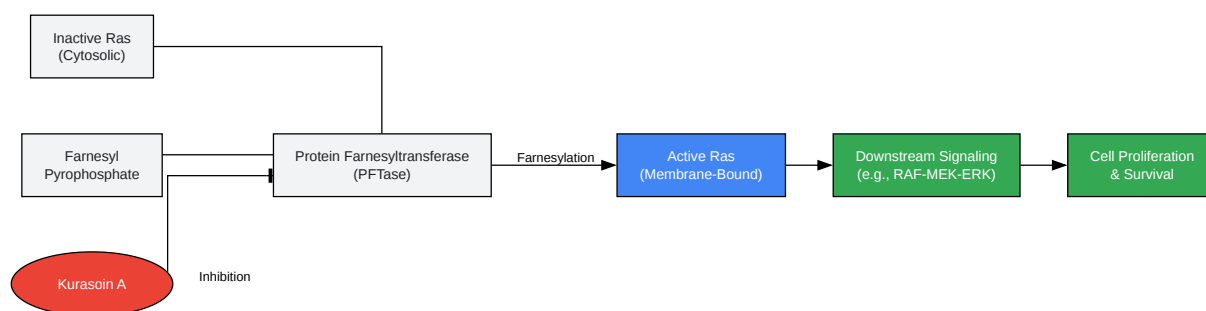 Inactive Ras
(Cytosolic)
Farnesyl
Pyrophosphate
Protein Farnesyltransferase
(PFTase)
Farnesylation
Active Ras
(Membrane-Bound)
Downstream Signaling
(e.g., RAF-MEK-ERK)
Cell Proliferation
& Survival
Kurasoin A
Inhibition